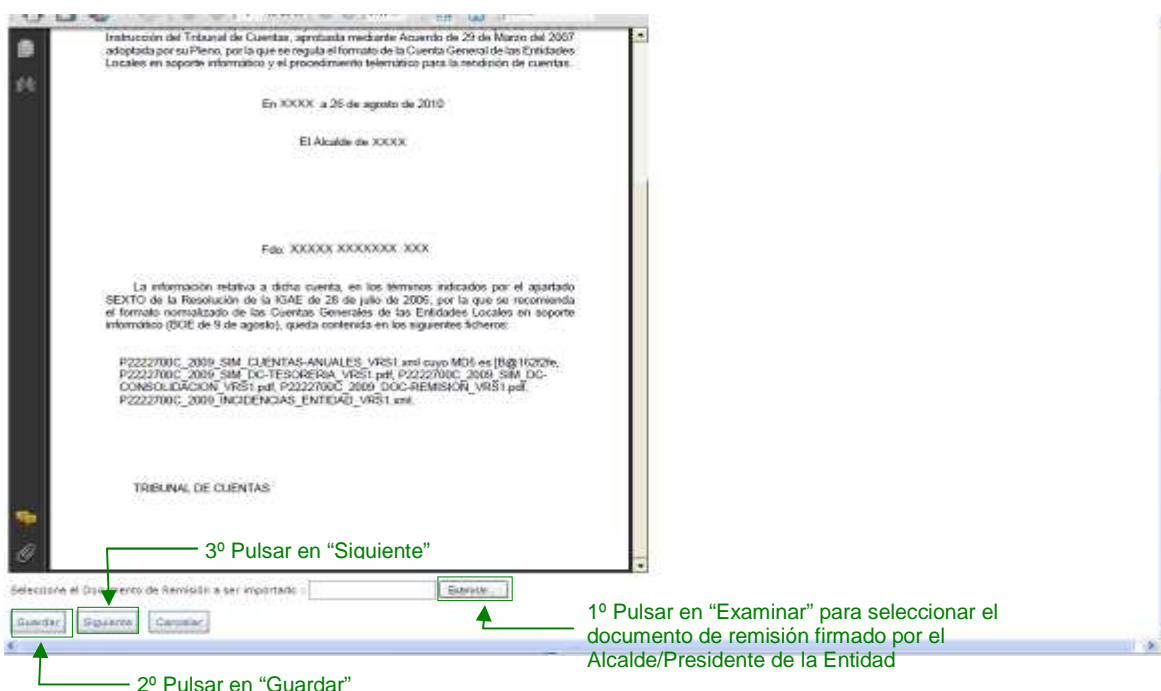 Instrucción del Tribunal de Cuentas, aprobada mediante Acuerdo de 29 de Marzo del 2007
adoptada por su Pleno, por la que se regula el formato de la Cuenta General de las Entidades
Locales en soporte informático y el procedimiento telemático para la rendición de cuentas.
En XXXX a 26 de agosto de 2010
El Alcalde de XXXX
Fdo: XXXXX XXXXXXX XXX
La información relativa a dicha cuenta, en los términos indicados por el apartado
SEXTO de la Resolución de la IGAE de 28 de julio de 2006, por la que se recomienda
el formato normalizado de las Cuentas Generales de las Entidades Locales en soporte
informático (BOE de 9 de agosto), queda contenida en los siguientes ficheros:
P2222700C_2009_SIM_CUENTAS-ANUALES_VRS1.xml cuyo MD5 es
P2222700C_2009_SIM_DC-TESORERIA_VRS1.pdf, P2222700C_2009_SIM_DC-
CONSOLIDACION_VRS1.pdf, P2222700C_2009_DOC-REMISION_VRS1.pdf,
P2222700C_2009_INCIDENCIAS_ENTIDAD_VRS1.xml.
TRIBUNAL DE CUENTAS
3º Pulsar en “Siguiente”
Seleccione el Documento de Remisión a ser importado :
Examinar...
1º Pulsar en “Examinar” para seleccionar el
documento de remisión firmado por el
Alcalde/Presidente de la Entidad
Guardar Siguiente Cancelar
2º Pulsar en “Guardar”